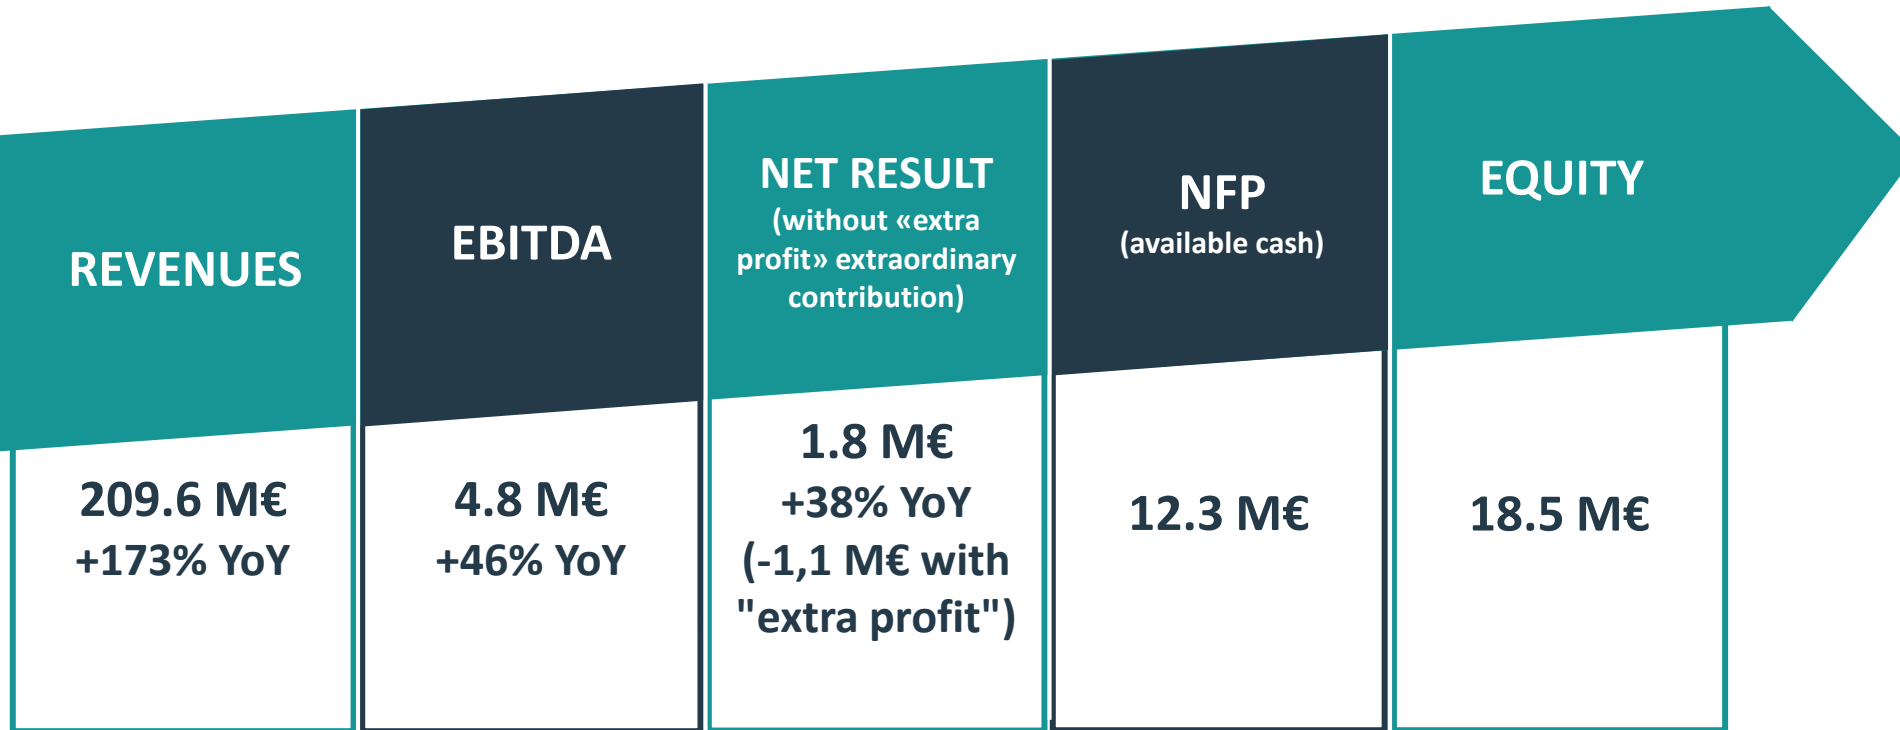 REVENUES
209.6 M€
+173% YoY
EBITDA
4.8 M€
+46% YoY
NET RESULT
(without «extra
profit» extraordinary
contribution)
1.8 M€
+38% YoY
(-1,1 M€ with
"extra profit")
NFP
(available cash)
12.3 M€
EQUITY
18.5 M€